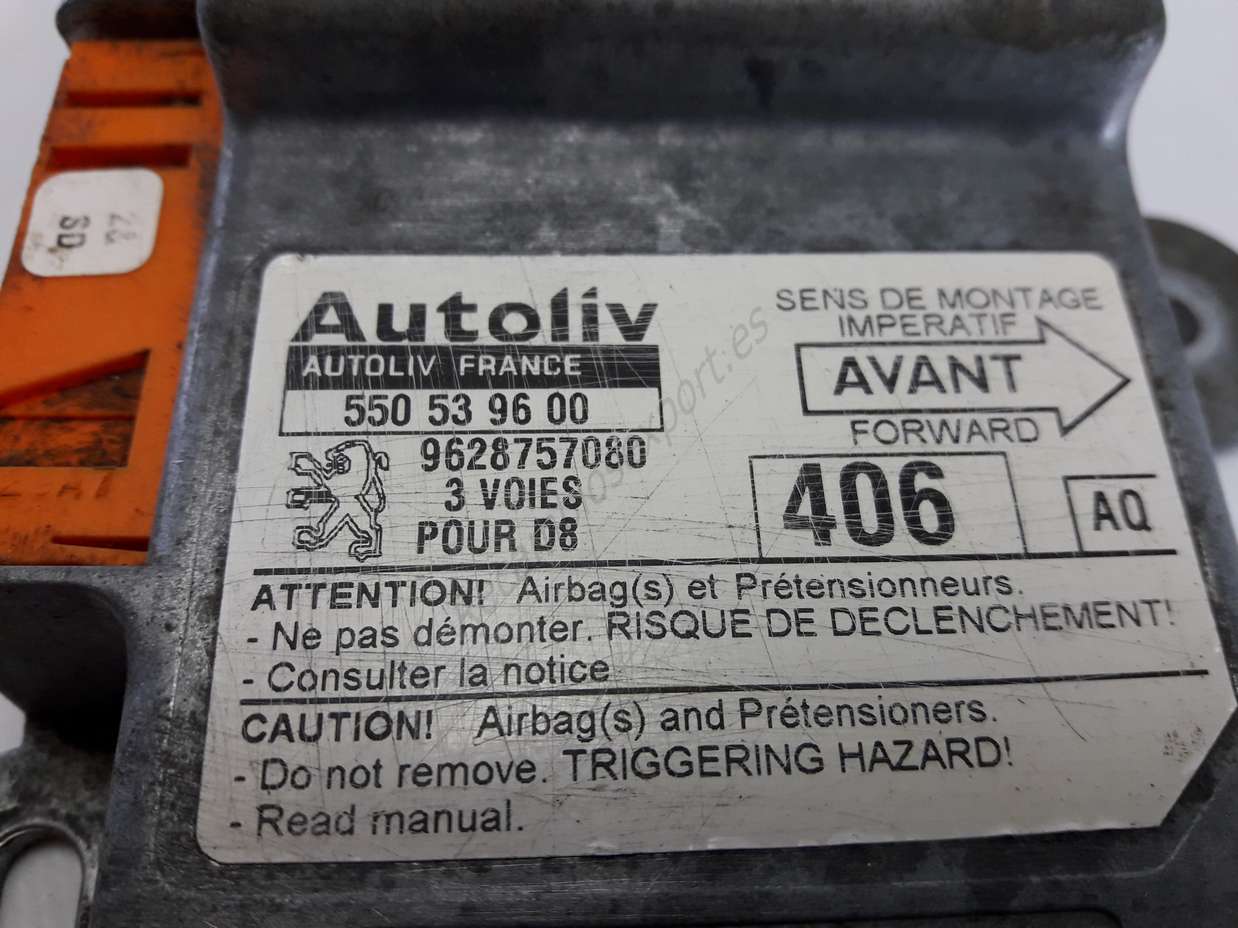 28
SD
Autoliv
AUTOLIV FRANCE
550 53 96 00
9628757080
3 VOIES
POUR D8
SENS DE MONTAGE
IMPERATIF
AVANT
FORWARD
406
AQ
ATTENTION! Airbag(s) et Prétensionneurs.
- Ne pas démonter. RISQUE DE DECLENCHEMENT!
- Consulter la notice
CAUTION! Airbag(s) and Prétensioners.
- Do not remove. TRIGGERING HAZARD!
- Read manual.